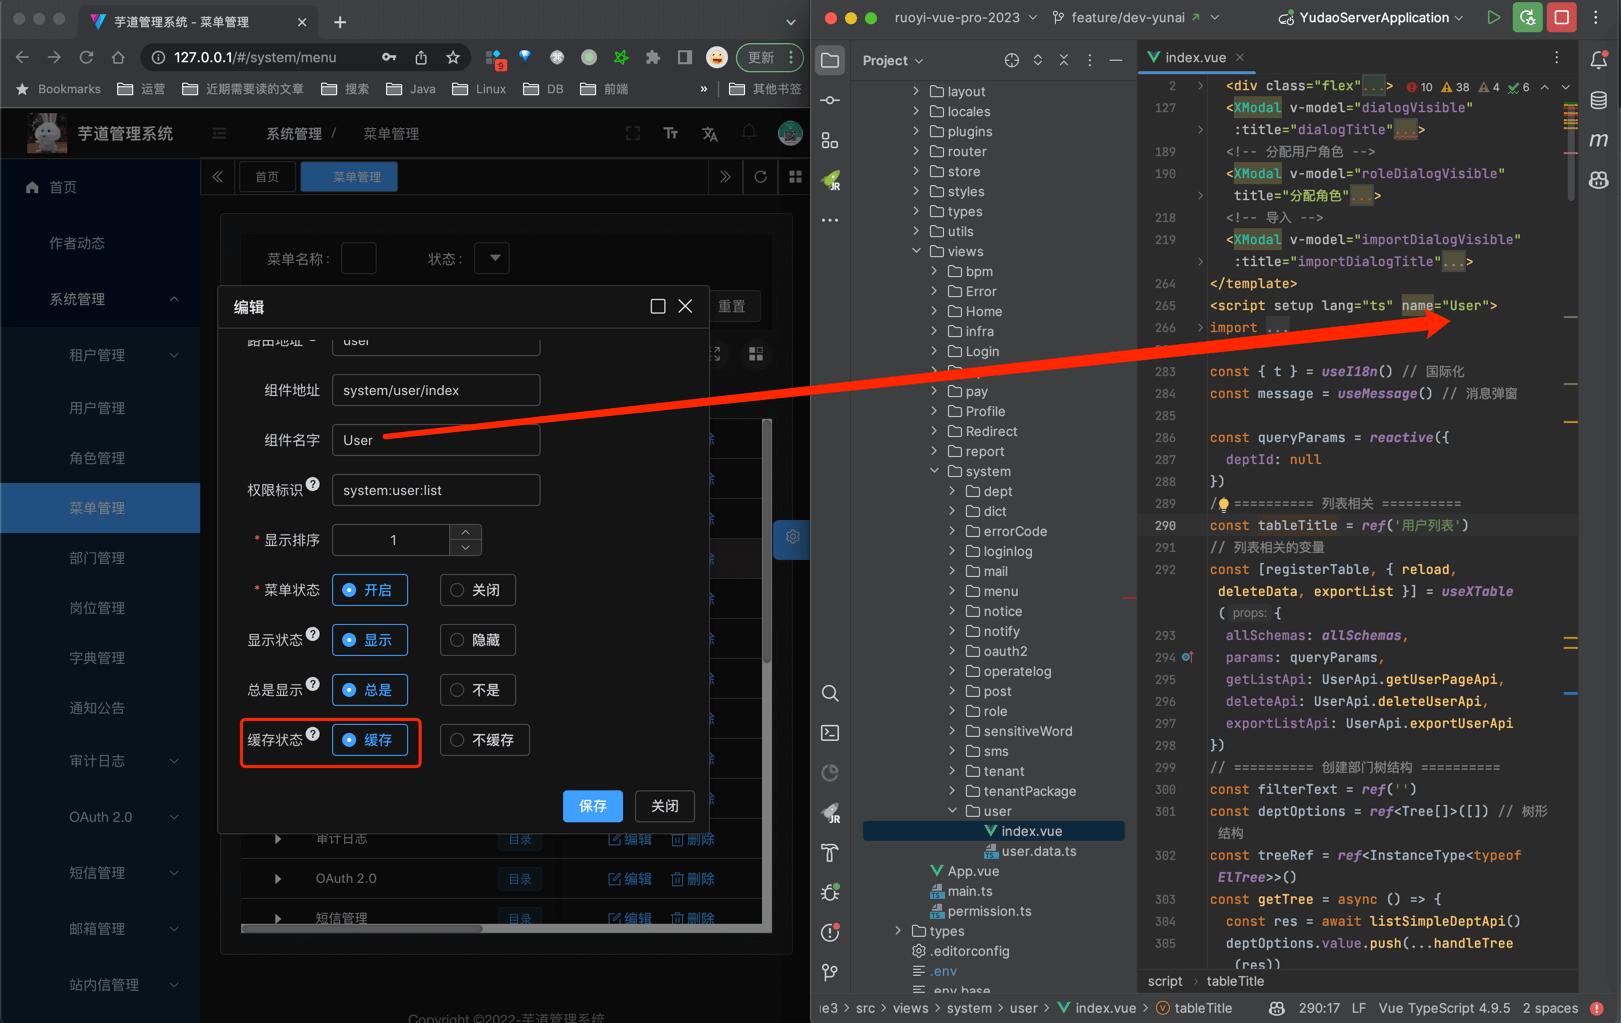 芋道管理系统 - 菜单管理
127.0.0.1/#/system/menu
9
更新
Bookmarks
运营
近期需要读的文章
搜索
Java
Linux
DB
前端
»
其他书签
芋道管理系统
系统管理 /
菜单管理
首页
菜单管理
首页
作者动态
系统管理
租户管理
用户管理
角色管理
菜单管理
部门管理
岗位管理
字典管理
通知公告
审计日志
OAuth 2.0
短信管理
邮箱管理
站内信管理
菜单名称 :
状态 :
重置
编辑
路由地址
user
组件地址
system/user/index
组件名字
User
权限标识
system:user:list
* 显示排序
1
* 菜单状态
开启
关闭
显示状态
显示
隐藏
总是显示
总是
不是
缓存状态
缓存
不缓存
保存
关闭
审计日志
目录
编辑
删除
OAuth 2.0
目录
编辑
删除
短信管理
目录
编辑
删除
Copyright ©2022-芋道管理系统
ruoyi-vue-pro-2023
feature/dev-yunai
YudaoServerApplication
Project
layout
locales
plugins
router
store
styles
types
utils
views
bpm
Error
Home
infra
Login
pay
Profile
Redirect
report
system
dept
dict
errorCode
loginlog
mail
menu
notice
notify
oauth2
operatelog
post
role
sensitiveWord
sms
tenant
tenantPackage
user
index.vue
user.data.ts
App.vue
main.ts
permission.ts
types
.editorconfig
.env
.env.base
index.vue
10
38
4
6
2 <div class="flex"...>
127 <XModal v-model="dialogVisible"
:title="dialogTitle"...>
189 <!-- 分配用户角色 -->
190 <XModal v-model="roleDialogVisible"
title="分配角色"...>
218 <!-- 导入 -->
219 <XModal v-model="importDialogVisible"
:title="importDialogTitle"...>
264 </template>
265 <script setup lang="ts" name="User">
266 import ...
283 const { t } = useI18n() // 国际化
284 const message = useMessage() // 消息弹窗
285
286 const queryParams = reactive({
287 deptId: null
288 })
289 / ========== 列表相关 ==========
290 const tableTitle = ref('用户列表')
291 // 列表相关的变量
292 const [registerTable, { reload,
deleteData, exportList }] = useXTable
( props: {
293 allSchemas: allSchemas,
294 params: queryParams,
295 getListApi: UserApi.getUserPageApi,
296 deleteApi: UserApi.deleteUserApi,
297 exportListApi: UserApi.exportUserApi
298 })
299 // ========== 创建部门树结构 ==========
300 const filterText = ref('')
301 const deptOptions = ref<Tree[]>([]) // 树形
结构
302 const treeRef = ref<InstanceType<typeof
ElTree>>()
303 const getTree = async () => {
304 const res = await listSimpleDeptApi()
305 deptOptions.value.push(...handleTree
(res))
script › tableTitle
ue3 › src › views › system › user › index.vue › tableTitle
290:17
LF
Vue TypeScript 4.9.5
2 spaces